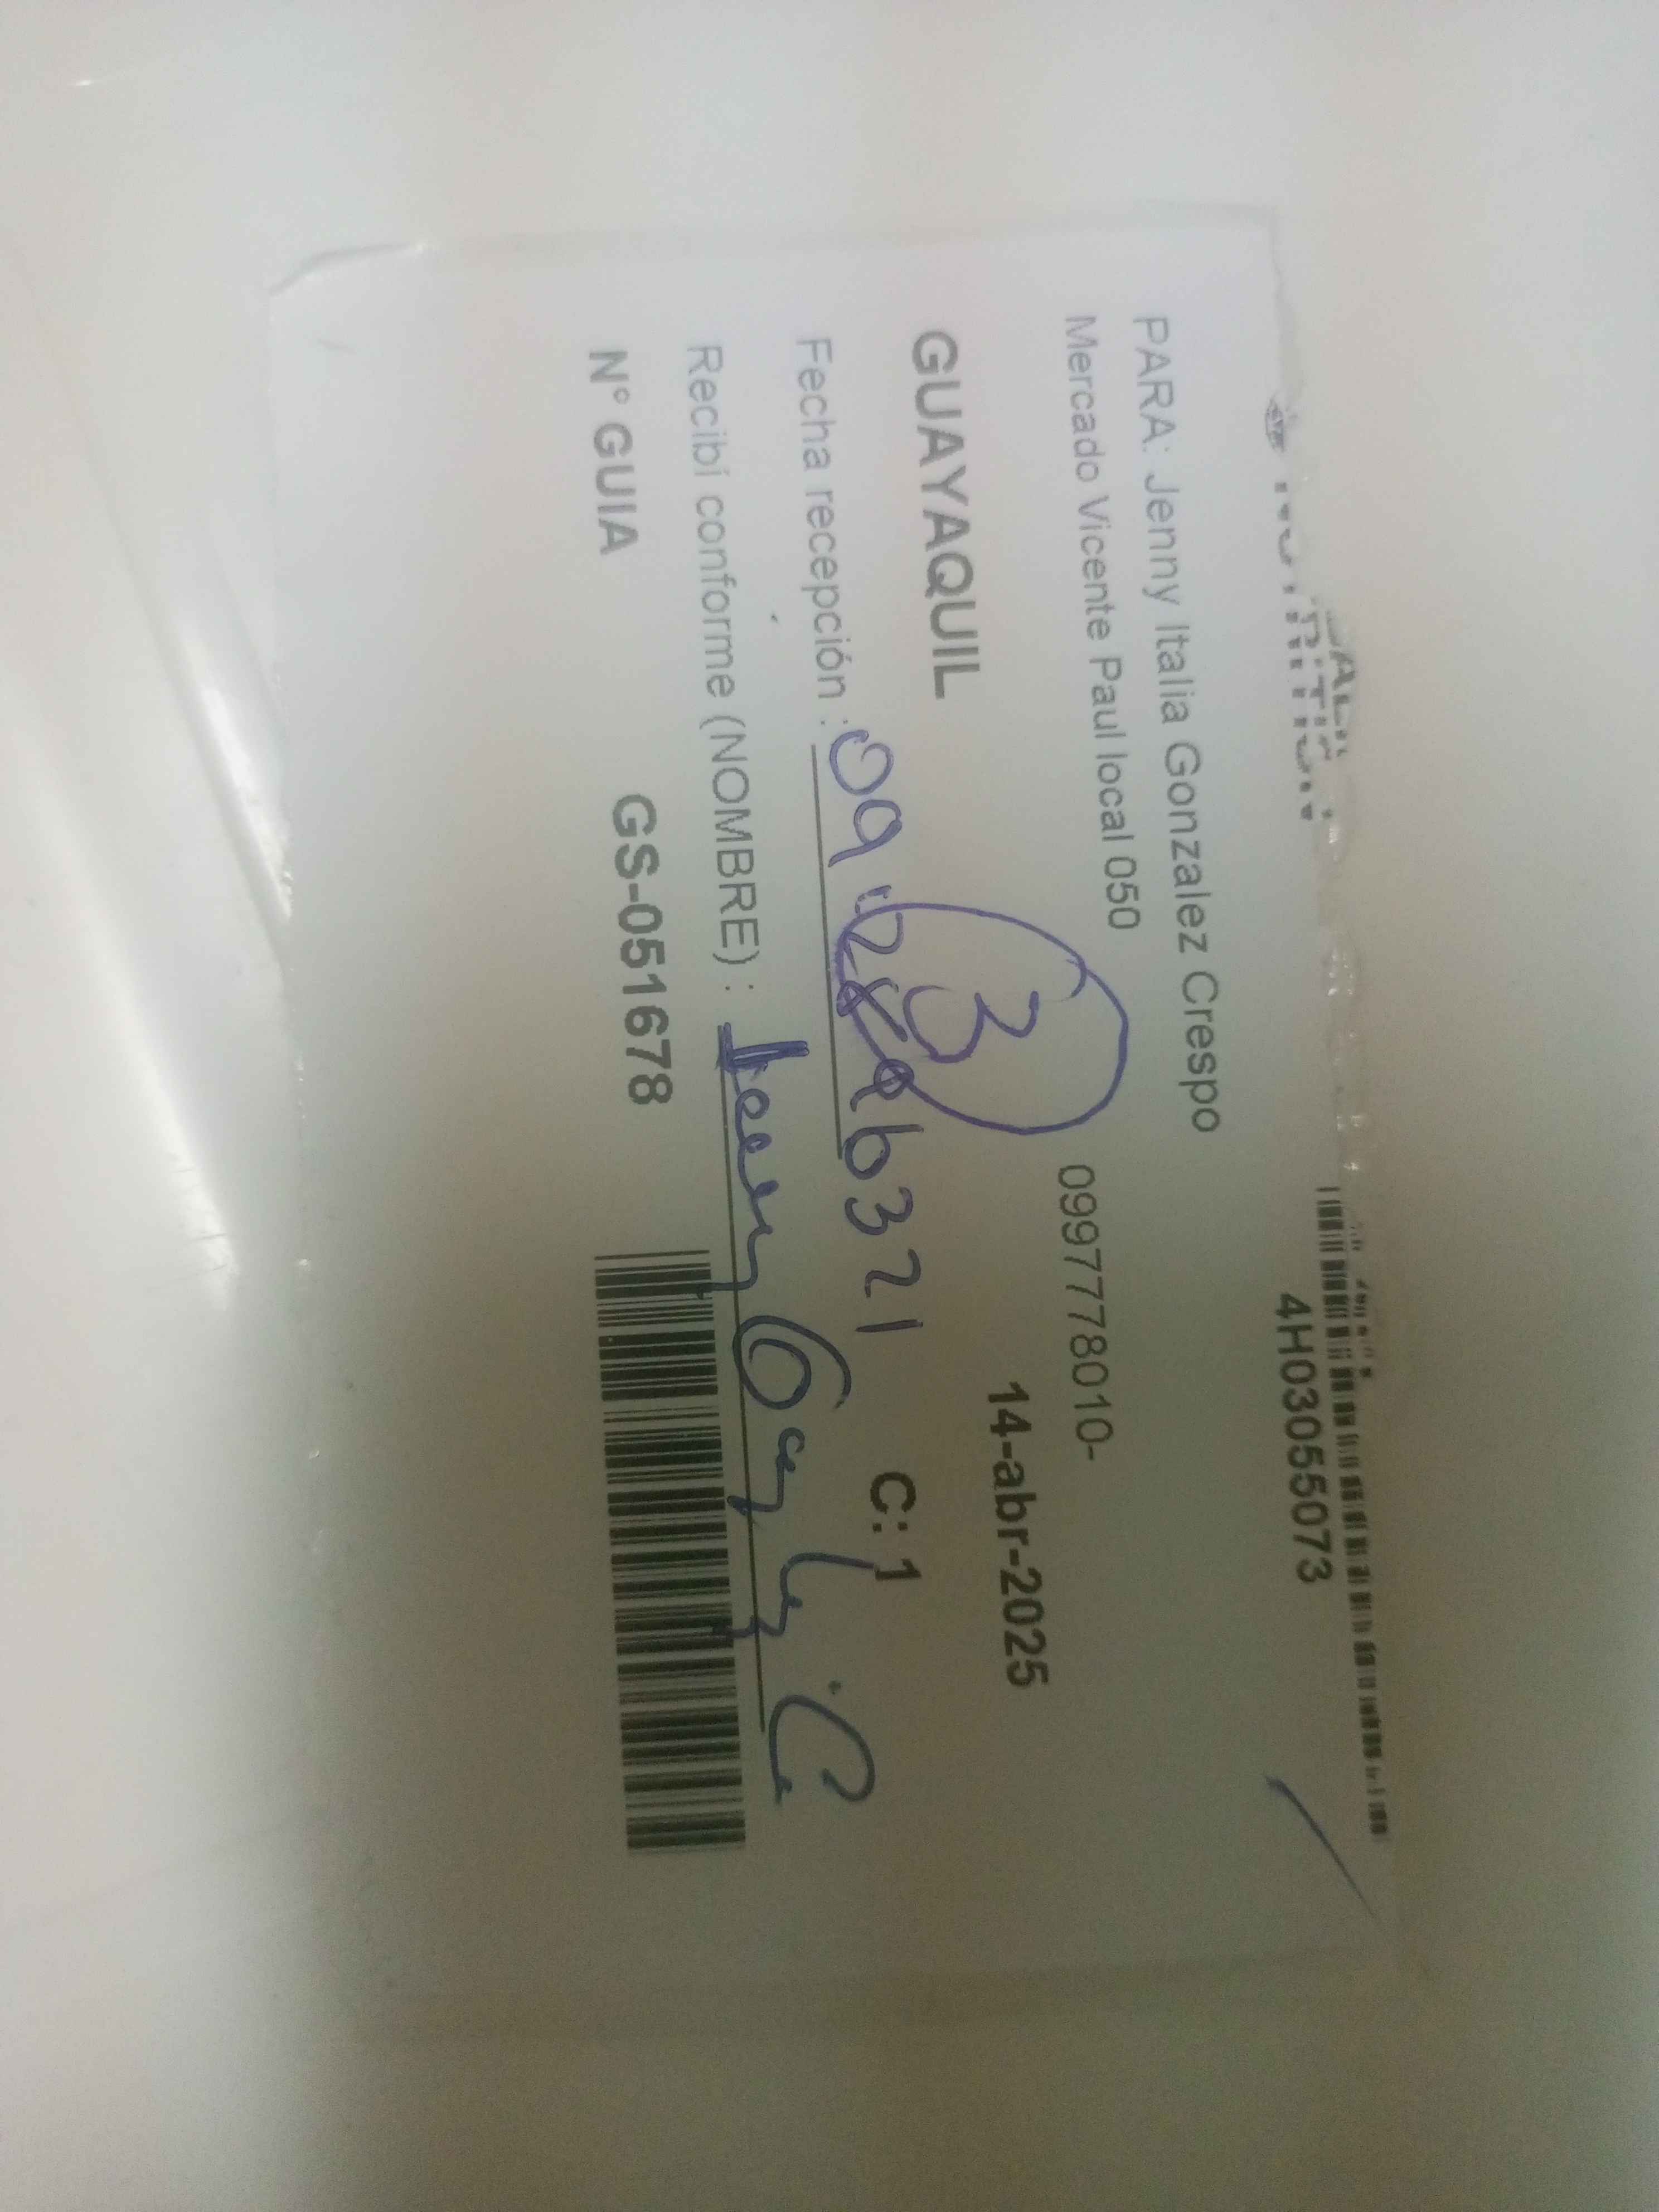 4H03055073
PARA: Jenny Italia Gonzalez Crespo
Mercado Vicente Paul local 050 0997778010-
14-abr-2025
GUAYAQUIL
3
C: 1
Fecha recepción :
Recibí conforme (NOMBRE) :
N° GUIA GS-051678